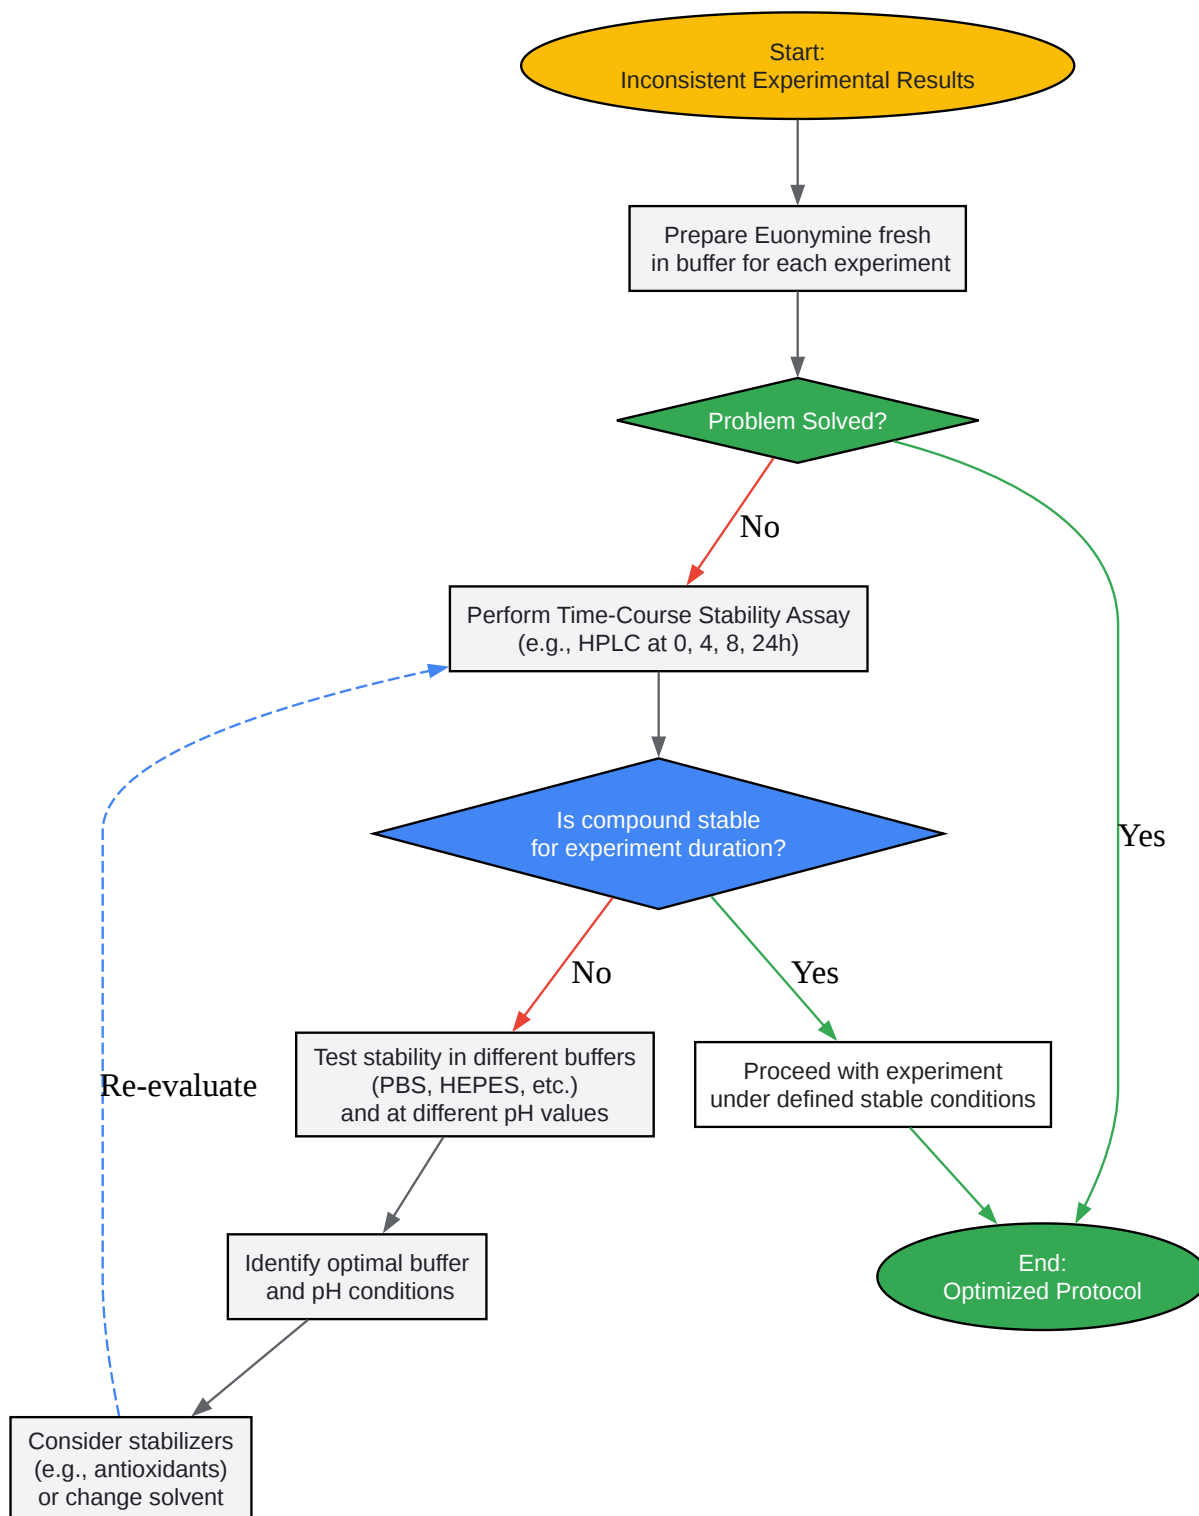 Start:
Inconsistent Experimental Results
Prepare Euonymine fresh
in buffer for each experiment
Problem Solved?
No
Perform Time-Course Stability Assay
(e.g., HPLC at 0, 4, 8, 24h)
Is compound stable
for experiment duration?
Yes
No
Yes
Test stability in different buffers
(PBS, HEPES, etc.)
and at different pH values
Proceed with experiment
under defined stable conditions
Re-evaluate
Identify optimal buffer
and pH conditions
End:
Optimized Protocol
Consider stabilizers
(e.g., antioxidants)
or change solvent